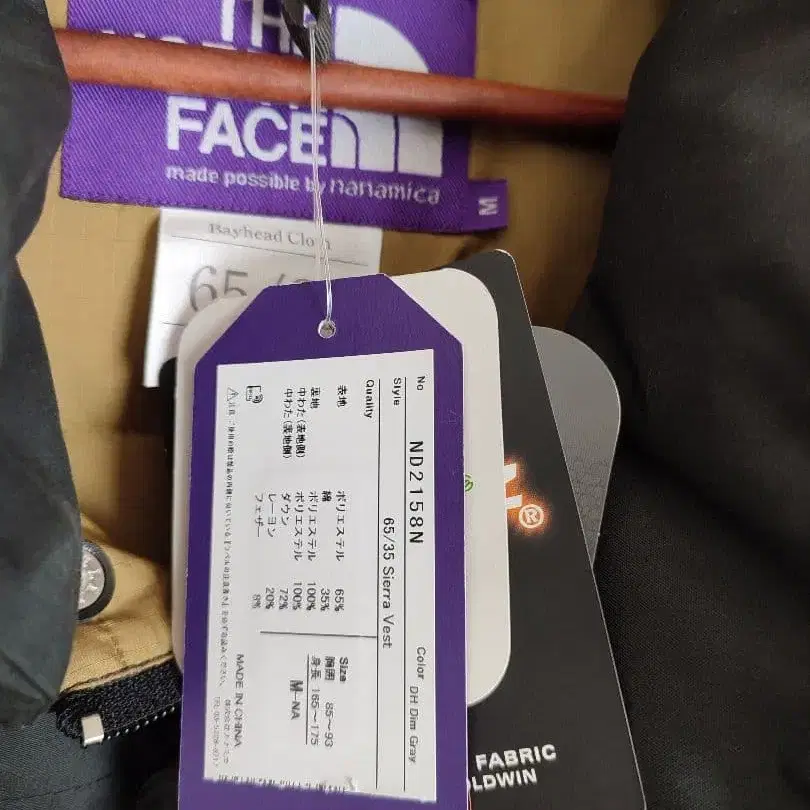 THE
NORTH
FACE
made possible by nanamica
M
Bayhead Cloth
65/
No ND2158N Color DH Dim Gray
Style 65/35 Sierra Vest
Quality
表地 ポリエステル 65%
綿 35%
裏地 ポリエステル 100%
中わた(表地側) ポリエステル 100%
中わた(裏地側) ダウン 72%
レーヨン 20%
フェザー 8%
Size
胸囲 85〜93
身長 165〜175
M-NA
MADE IN CHINA
®
FABRIC
OLDWIN